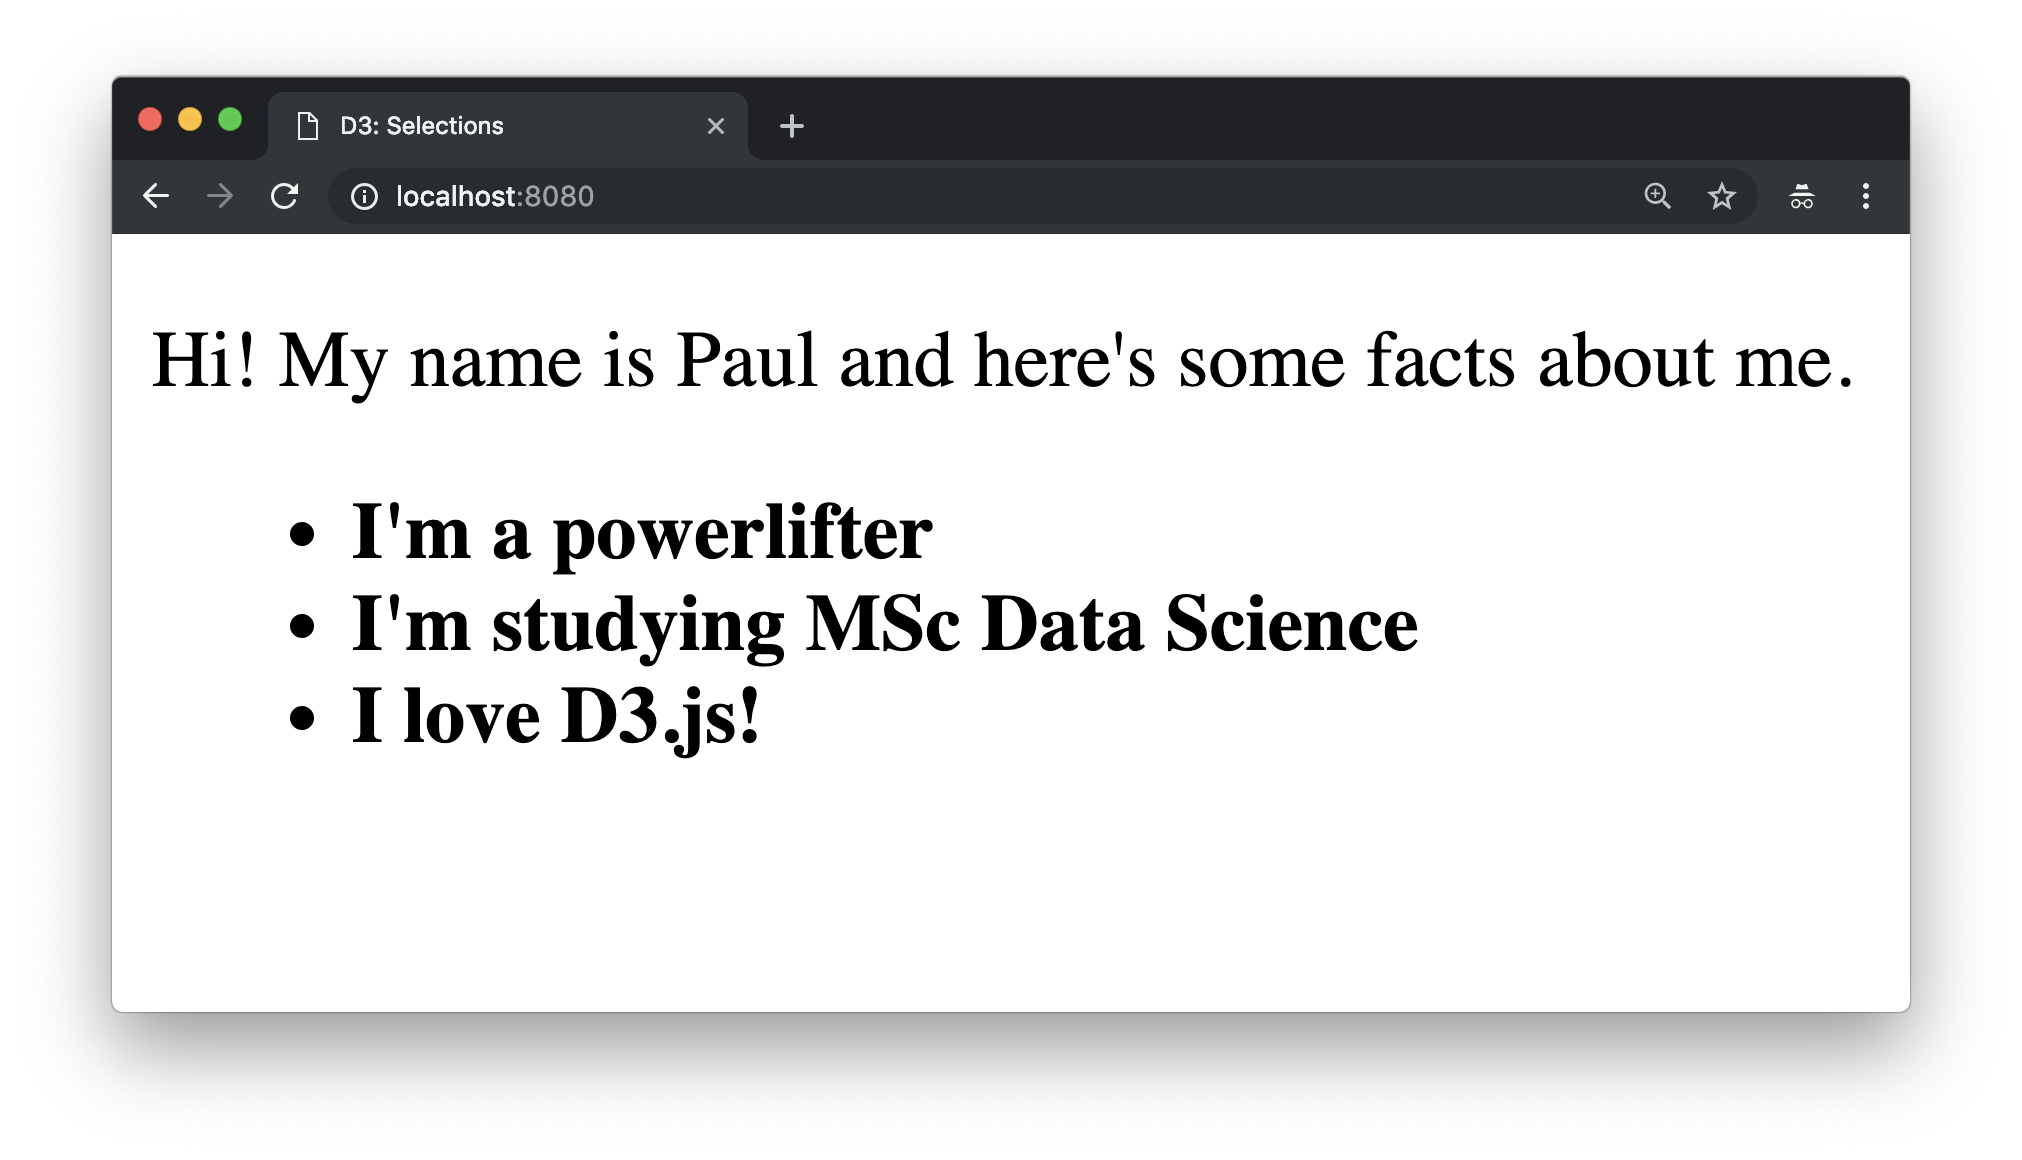 D3: Selections
localhost:8080
Hi! My name is Paul and here's some facts about me.
• I'm a powerlifter
• I'm studying MSc Data Science
• I love D3.js!